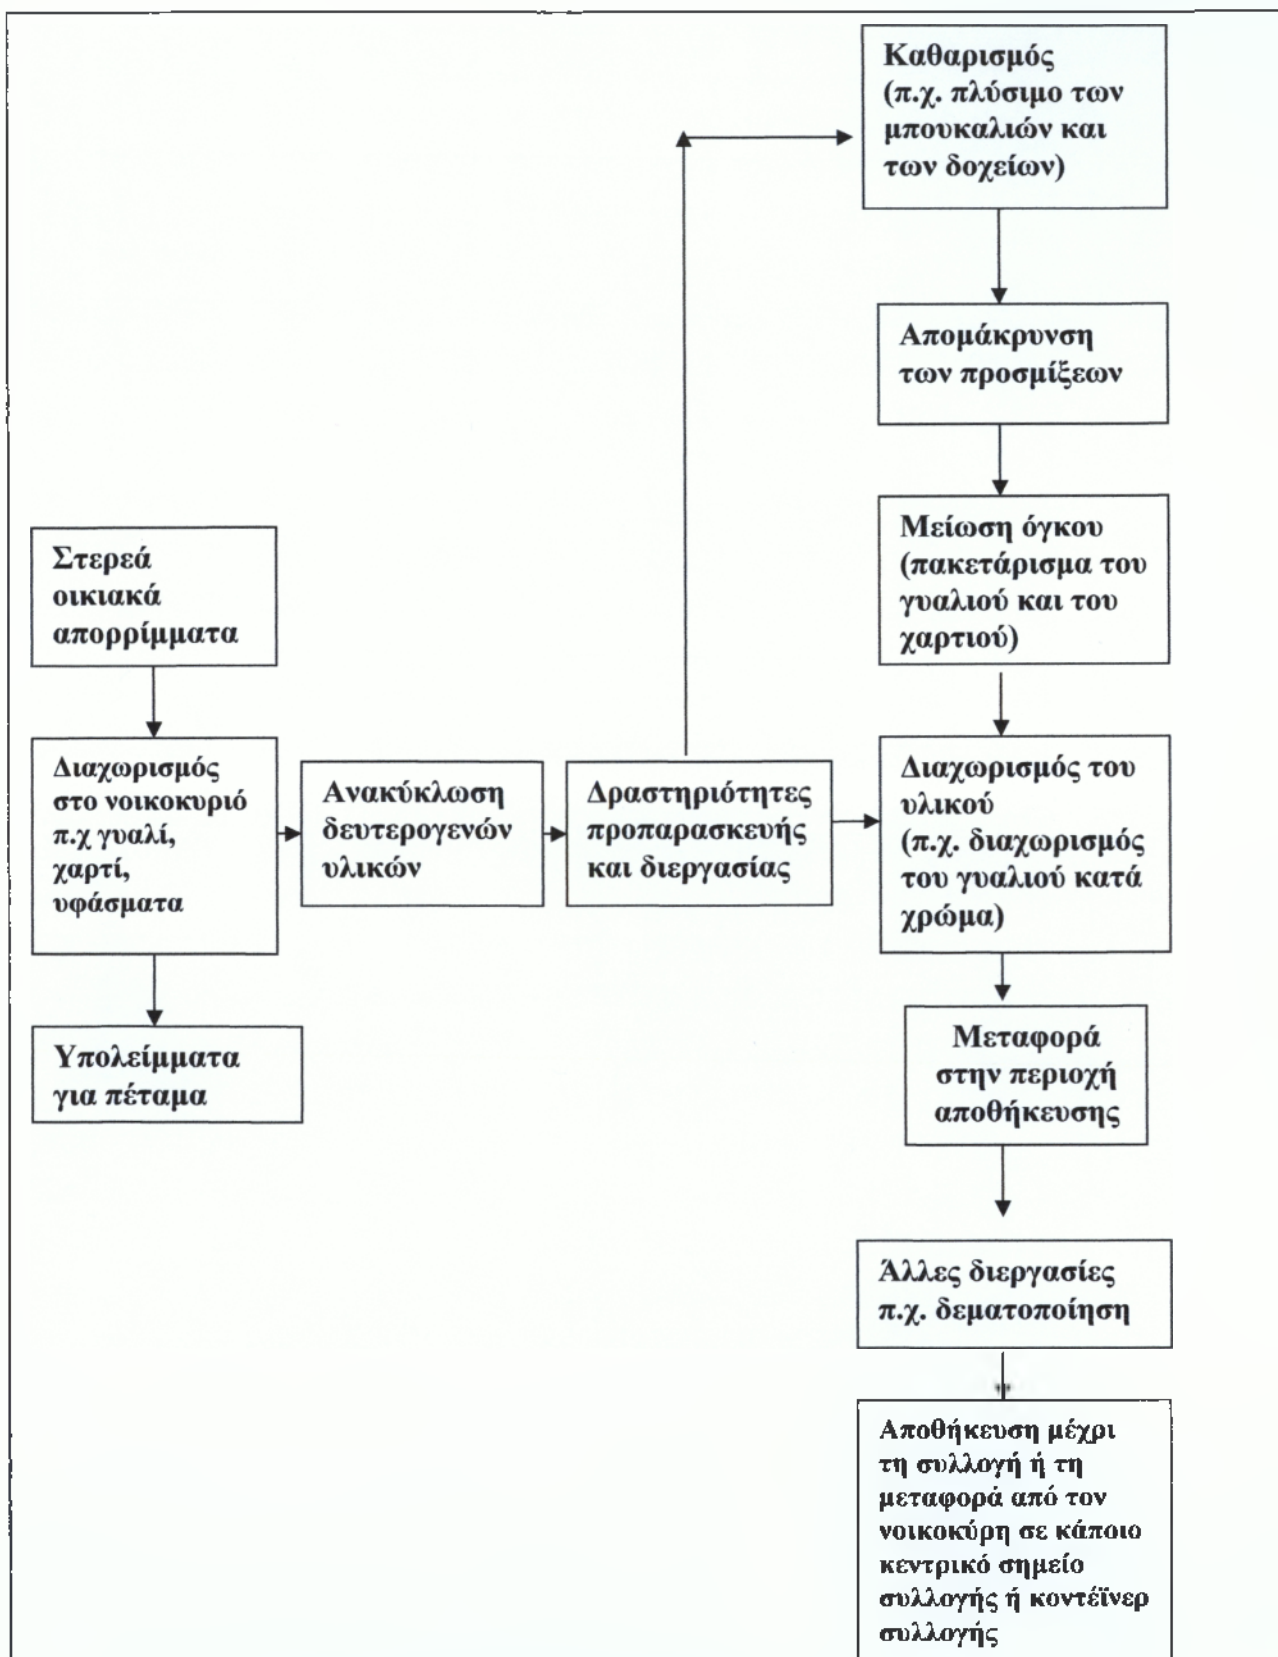 Καθαρισμός
(π.χ. πλύσιμο των
μπουκαλιών και
των δοχείων)
Απομάκρυνση
των προσμίξεων
Μείωση όγκου
(πακετάρισμα του
γυαλιού και του
χαρτιού)
Στερεά
οικιακά
απορρίμματα
Διαχωρισμός
στο νοικοκυριό
π.χ γυαλί,
χαρτί,
υφάσματα
Ανακύκλωση
δευτερογενών
υλικών
Δραστηριότητες
προπαρασκευής
και διεργασίας
Διαχωρισμός του
υλικού
(π.χ. διαχωρισμός
του γυαλιού κατά
χρώμα)
Υπολείμματα
για πέταμα
Μεταφορά
στην περιοχή
αποθήκευσης
Άλλες διεργασίες
π.χ. δεματοποίηση
Αποθήκευση μέχρι
τη συλλογή ή τη
μεταφορά από τον
νοικοκύρη σε κάποιο
κεντρικό σημείο
συλλογής ή κοντέϊνερ
συλλογής